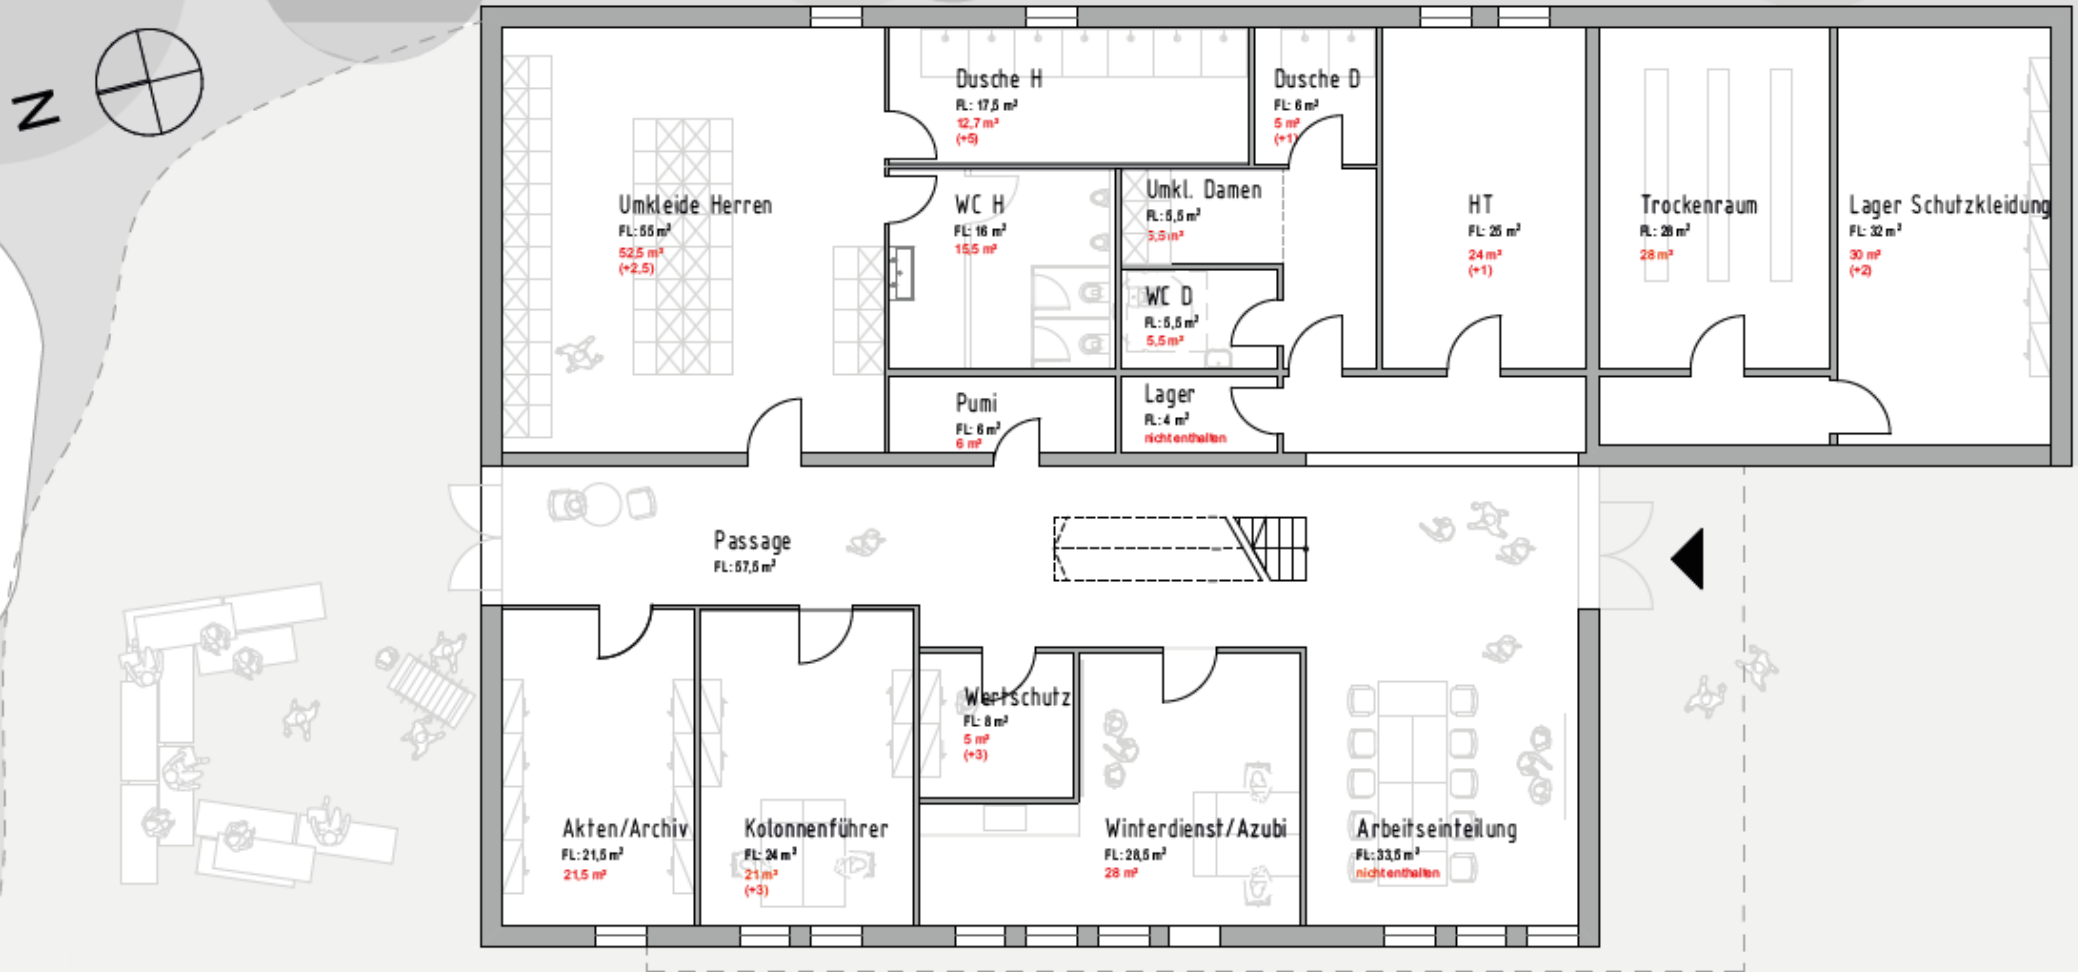 N
Dusche H
FL: 17,5 m²
12,7 m²
(+5)
Dusche D
FL: 6 m²
5 m²
(+1)
Umkleide Herren
FL: 55 m²
52,5 m²
(+2,5)
WC H
FL: 16 m²
15,5 m²
Umkl. Damen
FL: 5,5 m²
5,5 m²
HT
FL: 25 m²
24 m²
(+1)
Trockenraum
FL: 28 m²
28 m²
Lager Schutzkleidung
FL: 32 m²
30 m²
(+2)
WC D
FL: 5,5 m²
5,5 m²
Pumi
FL: 6 m²
6 m²
Lager
FL: 4 m²
nicht enthalten
Passage
FL: 57,5 m²
Wertschutz
FL: 8 m²
5 m²
(+3)
Akten/Archiv
FL: 21,5 m²
21,5 m²
Kolonnenführer
FL: 24 m²
21 m²
(+3)
Winterdienst/Azubi
FL: 28,5 m²
28 m²
Arbeitseinteilung
FL: 33,5 m²
nicht enthalten